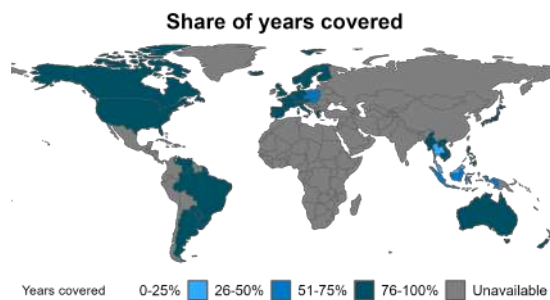 Share of years covered
Years covered 0-25% 26-50% 51-75% 76-100% Unavailable